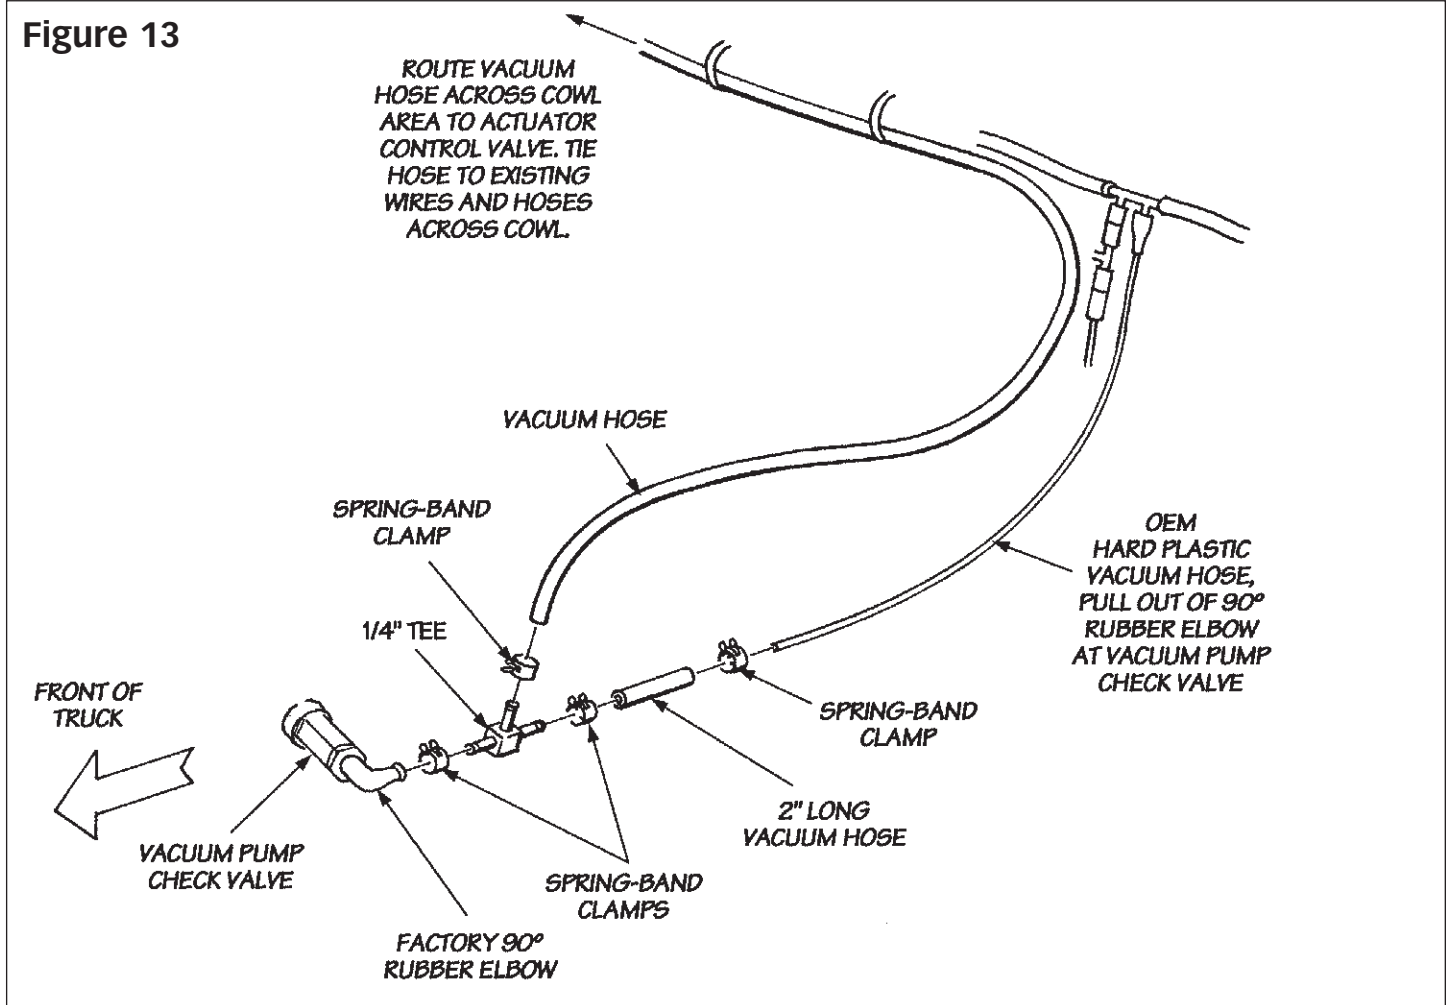 Figure 13
ROUTE VACUUM
HOSE ACROSS COWL
AREA TO ACTUATOR
CONTROL VALVE. TIE
HOSE TO EXISTING
WIRES AND HOSES
ACROSS COWL.
VACUUM HOSE
SPRING-BAND
CLAMP
1/4" TEE
OEM
HARD PLASTIC
VACUUM HOSE,
PULL OUT OF 90º
RUBBER ELBOW
AT VACUUM PUMP
CHECK VALVE
FRONT OF
TRUCK
SPRING-BAND
CLAMP
2" LONG
VACUUM HOSE
VACUUM PUMP
CHECK VALVE
SPRING-BAND
CLAMPS
FACTORY 90º
RUBBER ELBOW